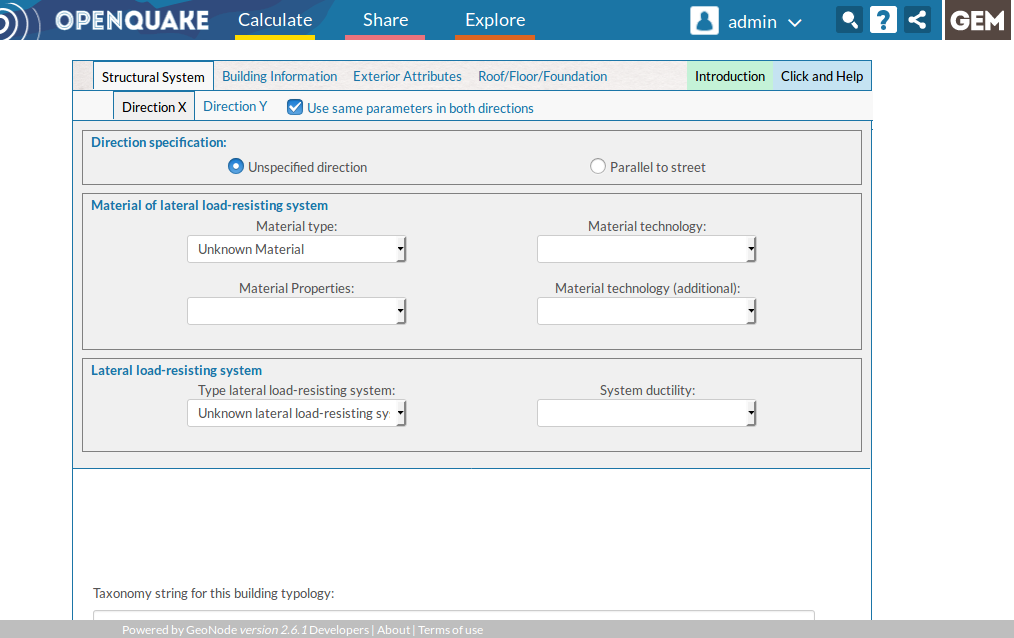 OPENQUAKE Calculate Share Explore admin ? GEM
Structural System Building Information Exterior Attributes Roof/Floor/Foundation Introduction Click and Help
Direction X Direction Y Use same parameters in both directions
Direction specification:
Unspecified direction Parallel to street
Material of lateral load-resisting system
Material type: Material technology:
Unknown Material
Material Properties: Material technology (additional):
Lateral load-resisting system
Type lateral load-resisting system: System ductility:
Unknown lateral load-resisting sy
Taxonomy string for this building typology:
Powered by GeoNode version 2.6.1 Developers | About | Terms of use